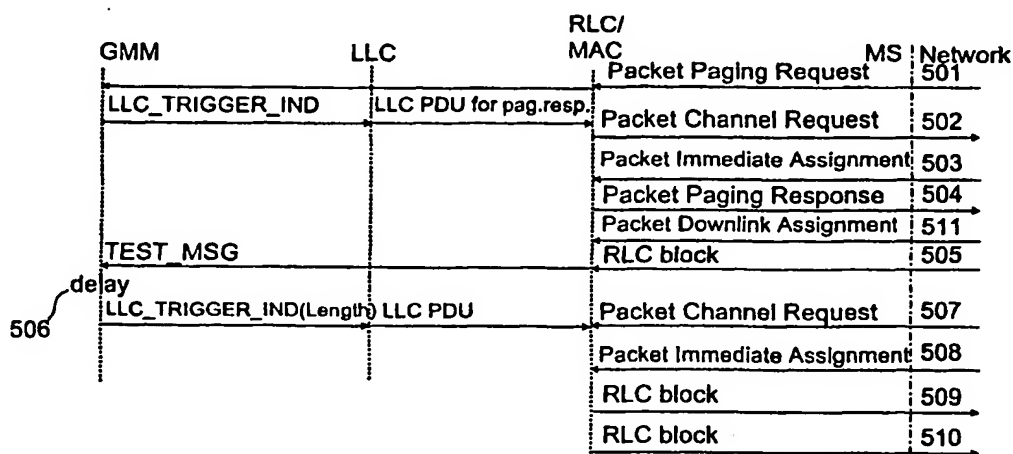 GMM LLC RLC/
MAC MS Network
Packet Paging Request 501
LLC_TRIGGER_IND LLC PDU for pag.resp.
Packet Channel Request 502
Packet Immediate Assignment 503
Packet Paging Response 504
Packet Downlink Assignment 511
TEST_MSG RLC block 505
delay
506
LLC_TRIGGER_IND(Length) LLC PDU Packet Channel Request 507
Packet Immediate Assignment 508
RLC block 509
RLC block 510